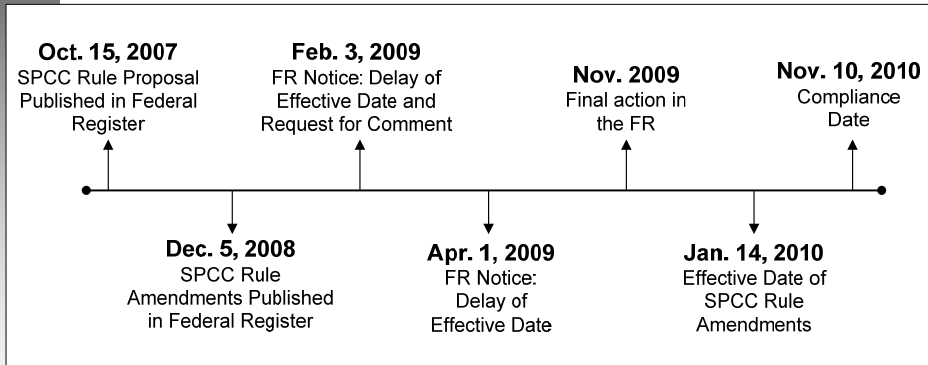 Oct. 15, 2007
SPCC Rule Proposal
Published in Federal
Register
Feb. 3, 2009
FR Notice: Delay of
Effective Date and
Request for Comment
Nov. 2009
Final action in
the FR
Nov. 10, 2010
Compliance
Date
Dec. 5, 2008
SPCC Rule
Amendments Published
in Federal Register
Apr. 1, 2009
FR Notice:
Delay of
Effective Date
Jan. 14, 2010
Effective Date of
SPCC Rule
Amendments